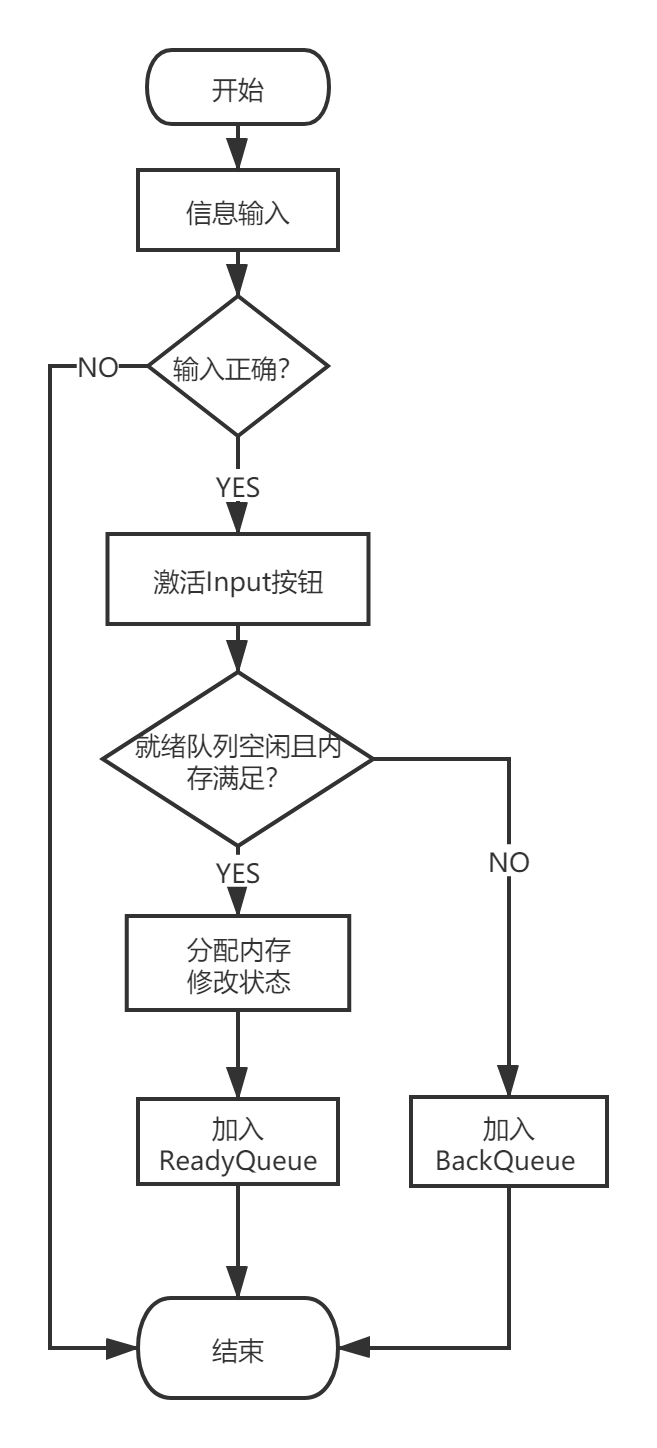 开始
信息输入
NO
输入正确?
YES
激活Input按钮
就绪队列空闲且内
存满足?
NO
YES
分配内存
修改状态
加入
ReadyQueue
加入
BackQueue
结束